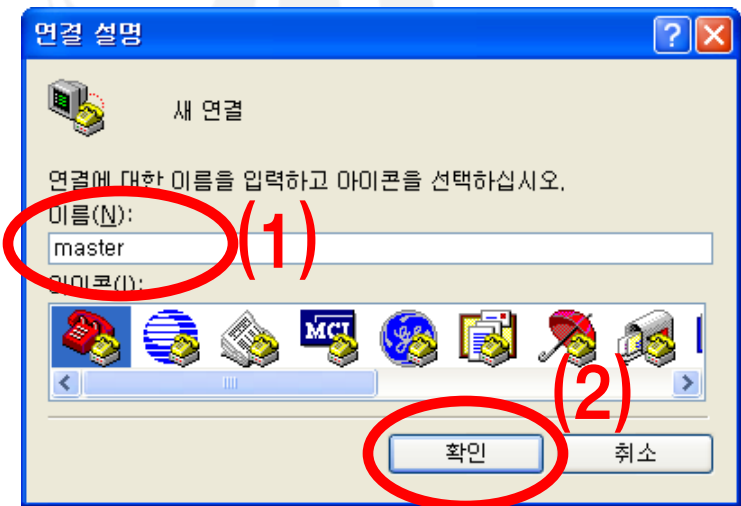 연결 설명
새 연결
연결에 대한 이름을 입력하고 아이콘을 선택하십시오.
이름(N):
master
(1)
아이콘(I):
MCI
(2)
확인
취소